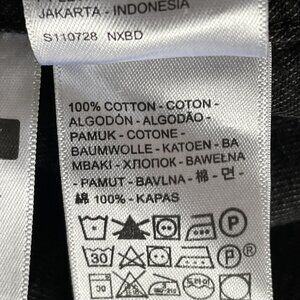 JAKARTA - INDONESIA
S110728 NXBD
100% COTTON - COTON -
ALGODÓN - ALGODÃO -
PAMUK - COTONE -
BAUMWOLLE - KATOEN - BA
MBAKI - ХЛОПОК - BAWEŁNA
- PAMUT - BAVLNA - 棉 - 면 -
綿 100% - KAPAS
P
30
P
®
30